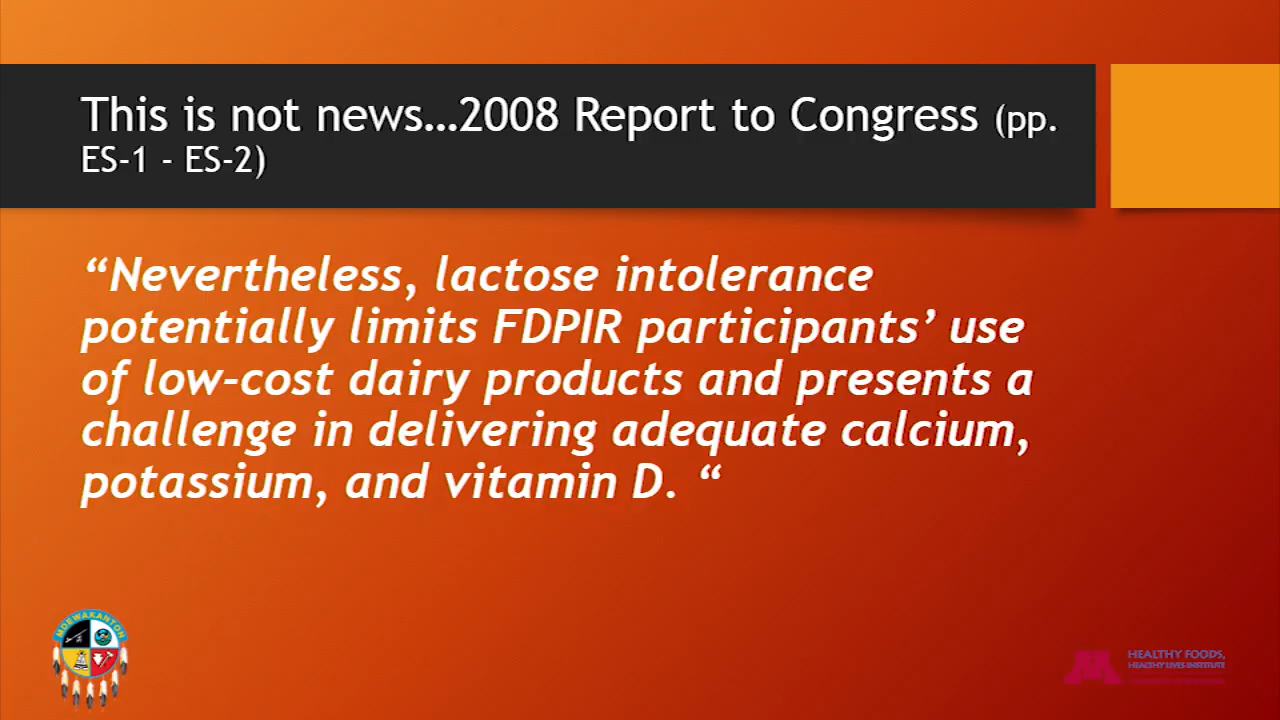 This is not news…2008 Report to Congress (pp.
ES-1 - ES-2)
“Nevertheless, lactose intolerance
potentially limits FDPIR participants’ use
of low-cost dairy products and presents a
challenge in delivering adequate calcium,
potassium, and vitamin D. “
MDEWAKANTON
HEALTHY FOODS,
HEALTHY LIVES INSTITUTE